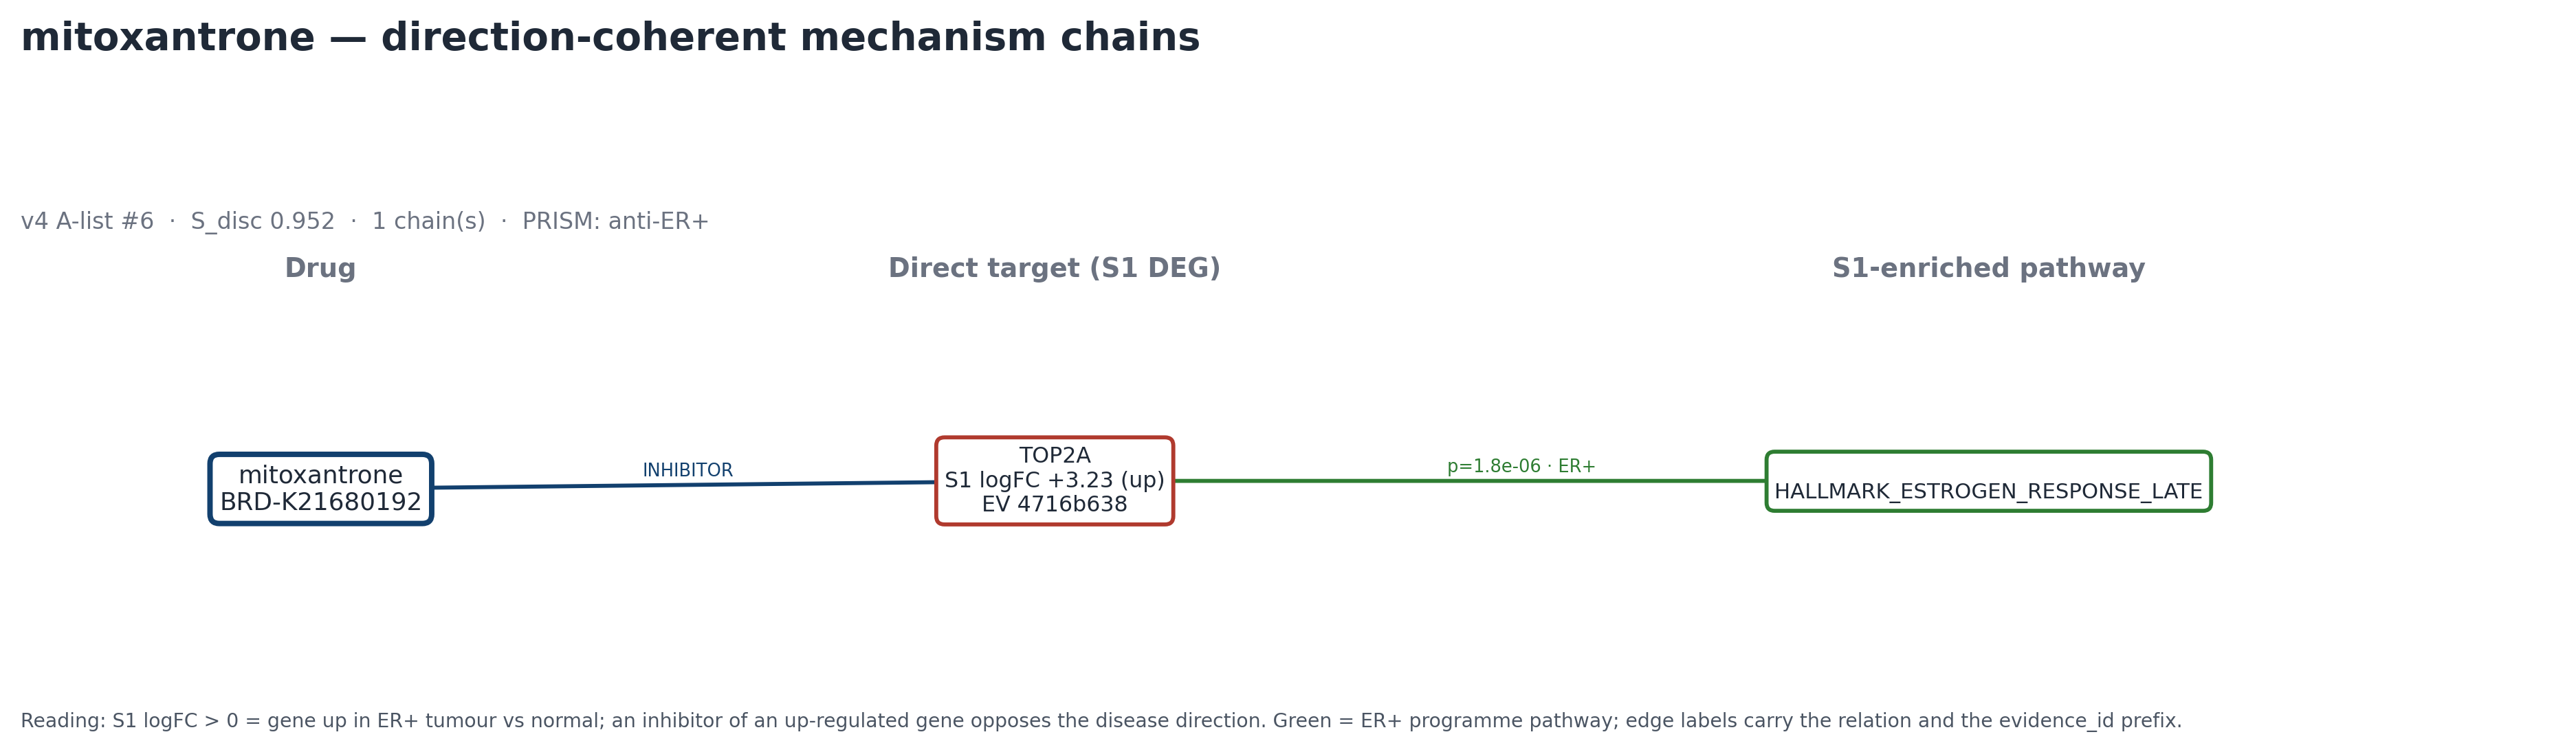 mitoxantrone — direction-coherent mechanism chains
v4 A-list #6 · S_disc 0.952 · 1 chain(s) · PRISM: anti-ER+
Drug
Direct target (S1 DEG)
S1-enriched pathway
mitoxantrone
BRD-K21680192
INHIBITOR
TOP2A
S1 logFC +3.23 (up)
EV 4716b638
p=1.8e-06 · ER+
HALLMARK_ESTROGEN_RESPONSE_LATE
Reading: S1 logFC > 0 = gene up in ER+ tumour vs normal; an inhibitor of an up-regulated gene opposes the disease direction. Green = ER+ programme pathway; edge labels carry the relation and the evidence_id prefix.